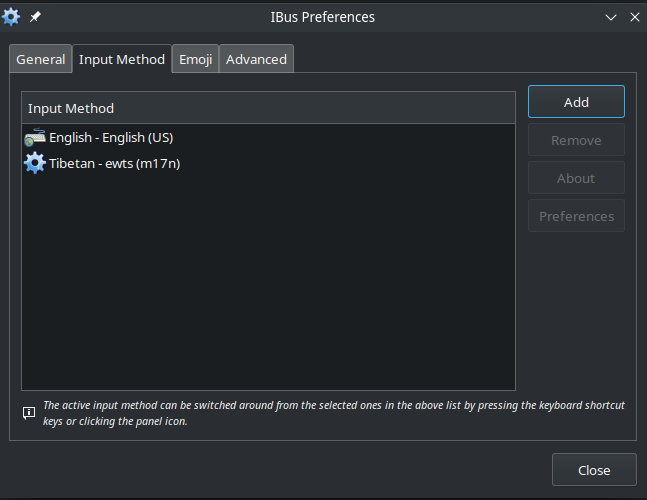 IBus Preferences
General
Input Method
Emoji
Advanced
Input Method
English - English (US)
Tibetan - ewts (m17n)
Add
Remove
About
Preferences
The active input method can be switched around from the selected ones in the above list by pressing the keyboard shortcut
keys or clicking the panel icon.
Close